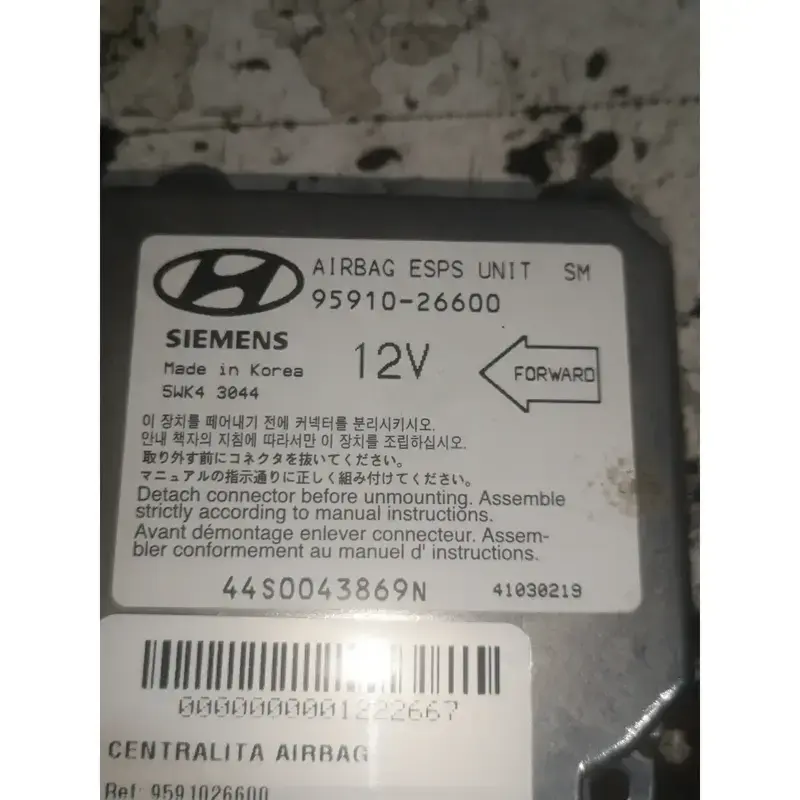 AIRBAG ESPS UNIT SM
95910-26600
SIEMENS
12V
FORWARD
Made in Korea
5WK4 3044
이 장치를 떼어내기 전에 커넥터를 분리시키시오.
안내 책자의 지침에 따라서만 이 장치를 조립하십시오.
取り外す前にコネクタを抜いてください。
マニュアルの指示通りに正しく組み付けてください。
Detach connector before unmounting. Assemble
strictly according to manual instructions.
Avant démontage enlever connecteur. Assem-
bler conformement au manuel d' instructions.
44S0043869N 41030219
0000000001222667
CENTRALITA AIRBAG
Ref: 9591026600